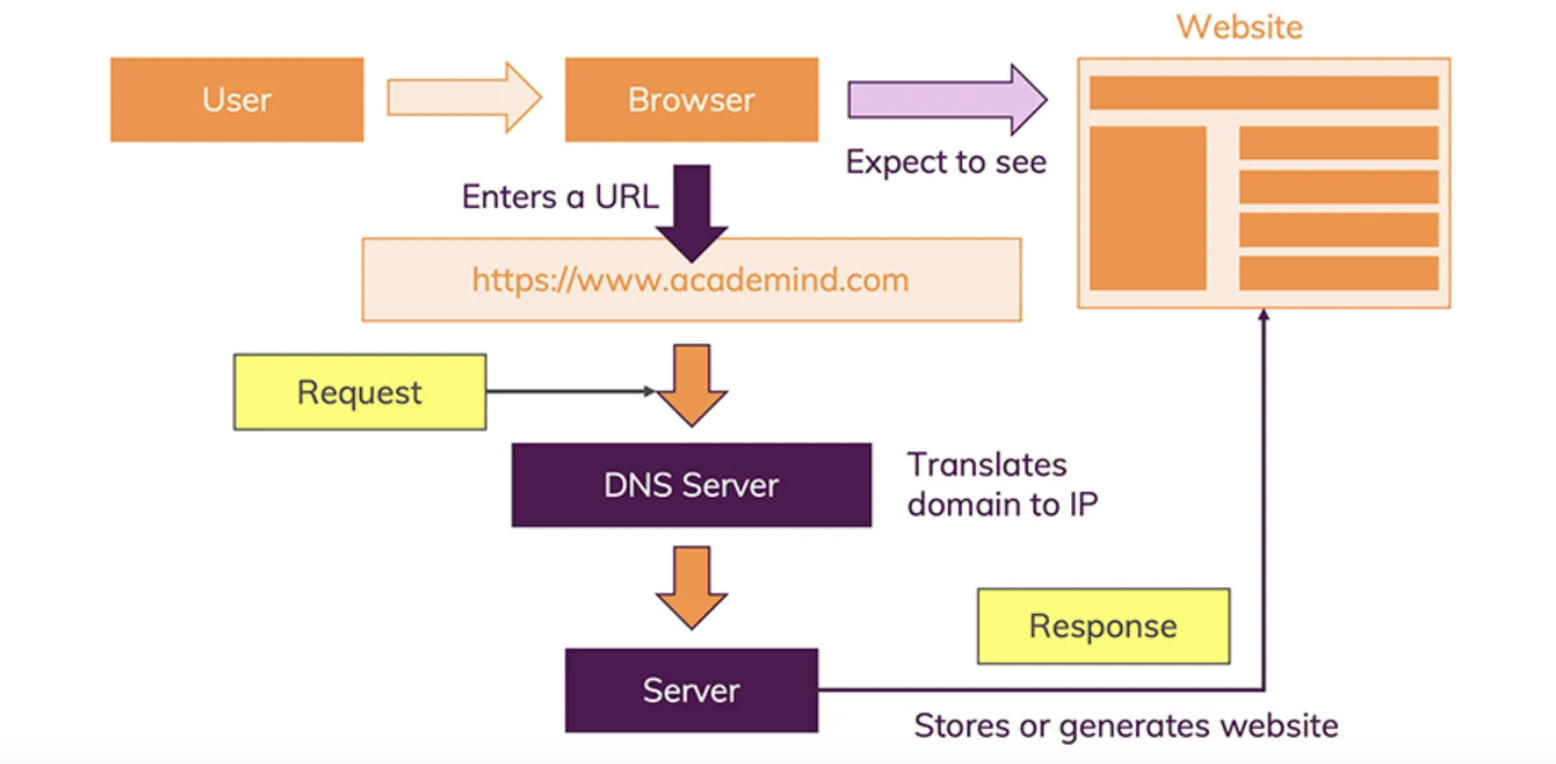 Website
User
Browser
Expect to see
Enters a URL
https://www.academind.com
Request
DNS Server
Translates
domain to IP
Response
Server
Stores or generates website